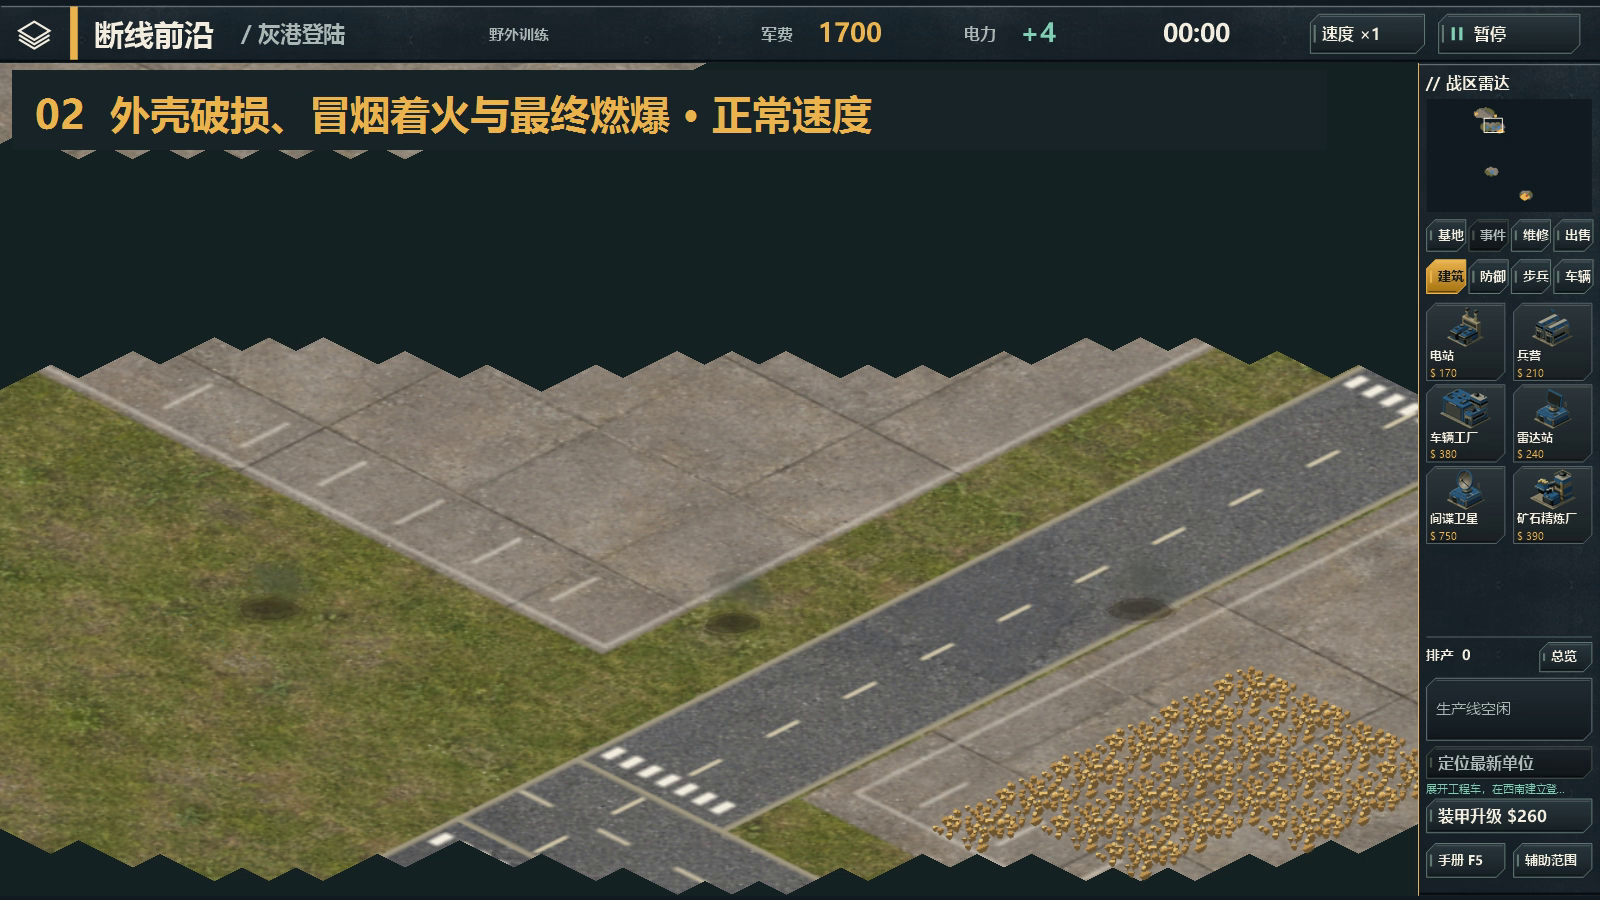 断线前沿 / 灰港登陆 野外训练 军费 1700 电力 +4 00:00 速度 ×1 暂停
02 外壳破损、冒烟着火与最终燃爆 · 正常速度
// 战区雷达
基地 事件 维修 出售
建筑 防御 步兵 车辆
电站 兵营
$ 170 $ 210
车辆工厂 雷达站
$ 380 $ 240
间谍卫星 矿石精炼厂
$ 750 $ 390
排产 0 总览
生产线空闲
定位最新单位
展开工程车，在西南建立登...
装甲升级 $260
手册 F5 辅助范围